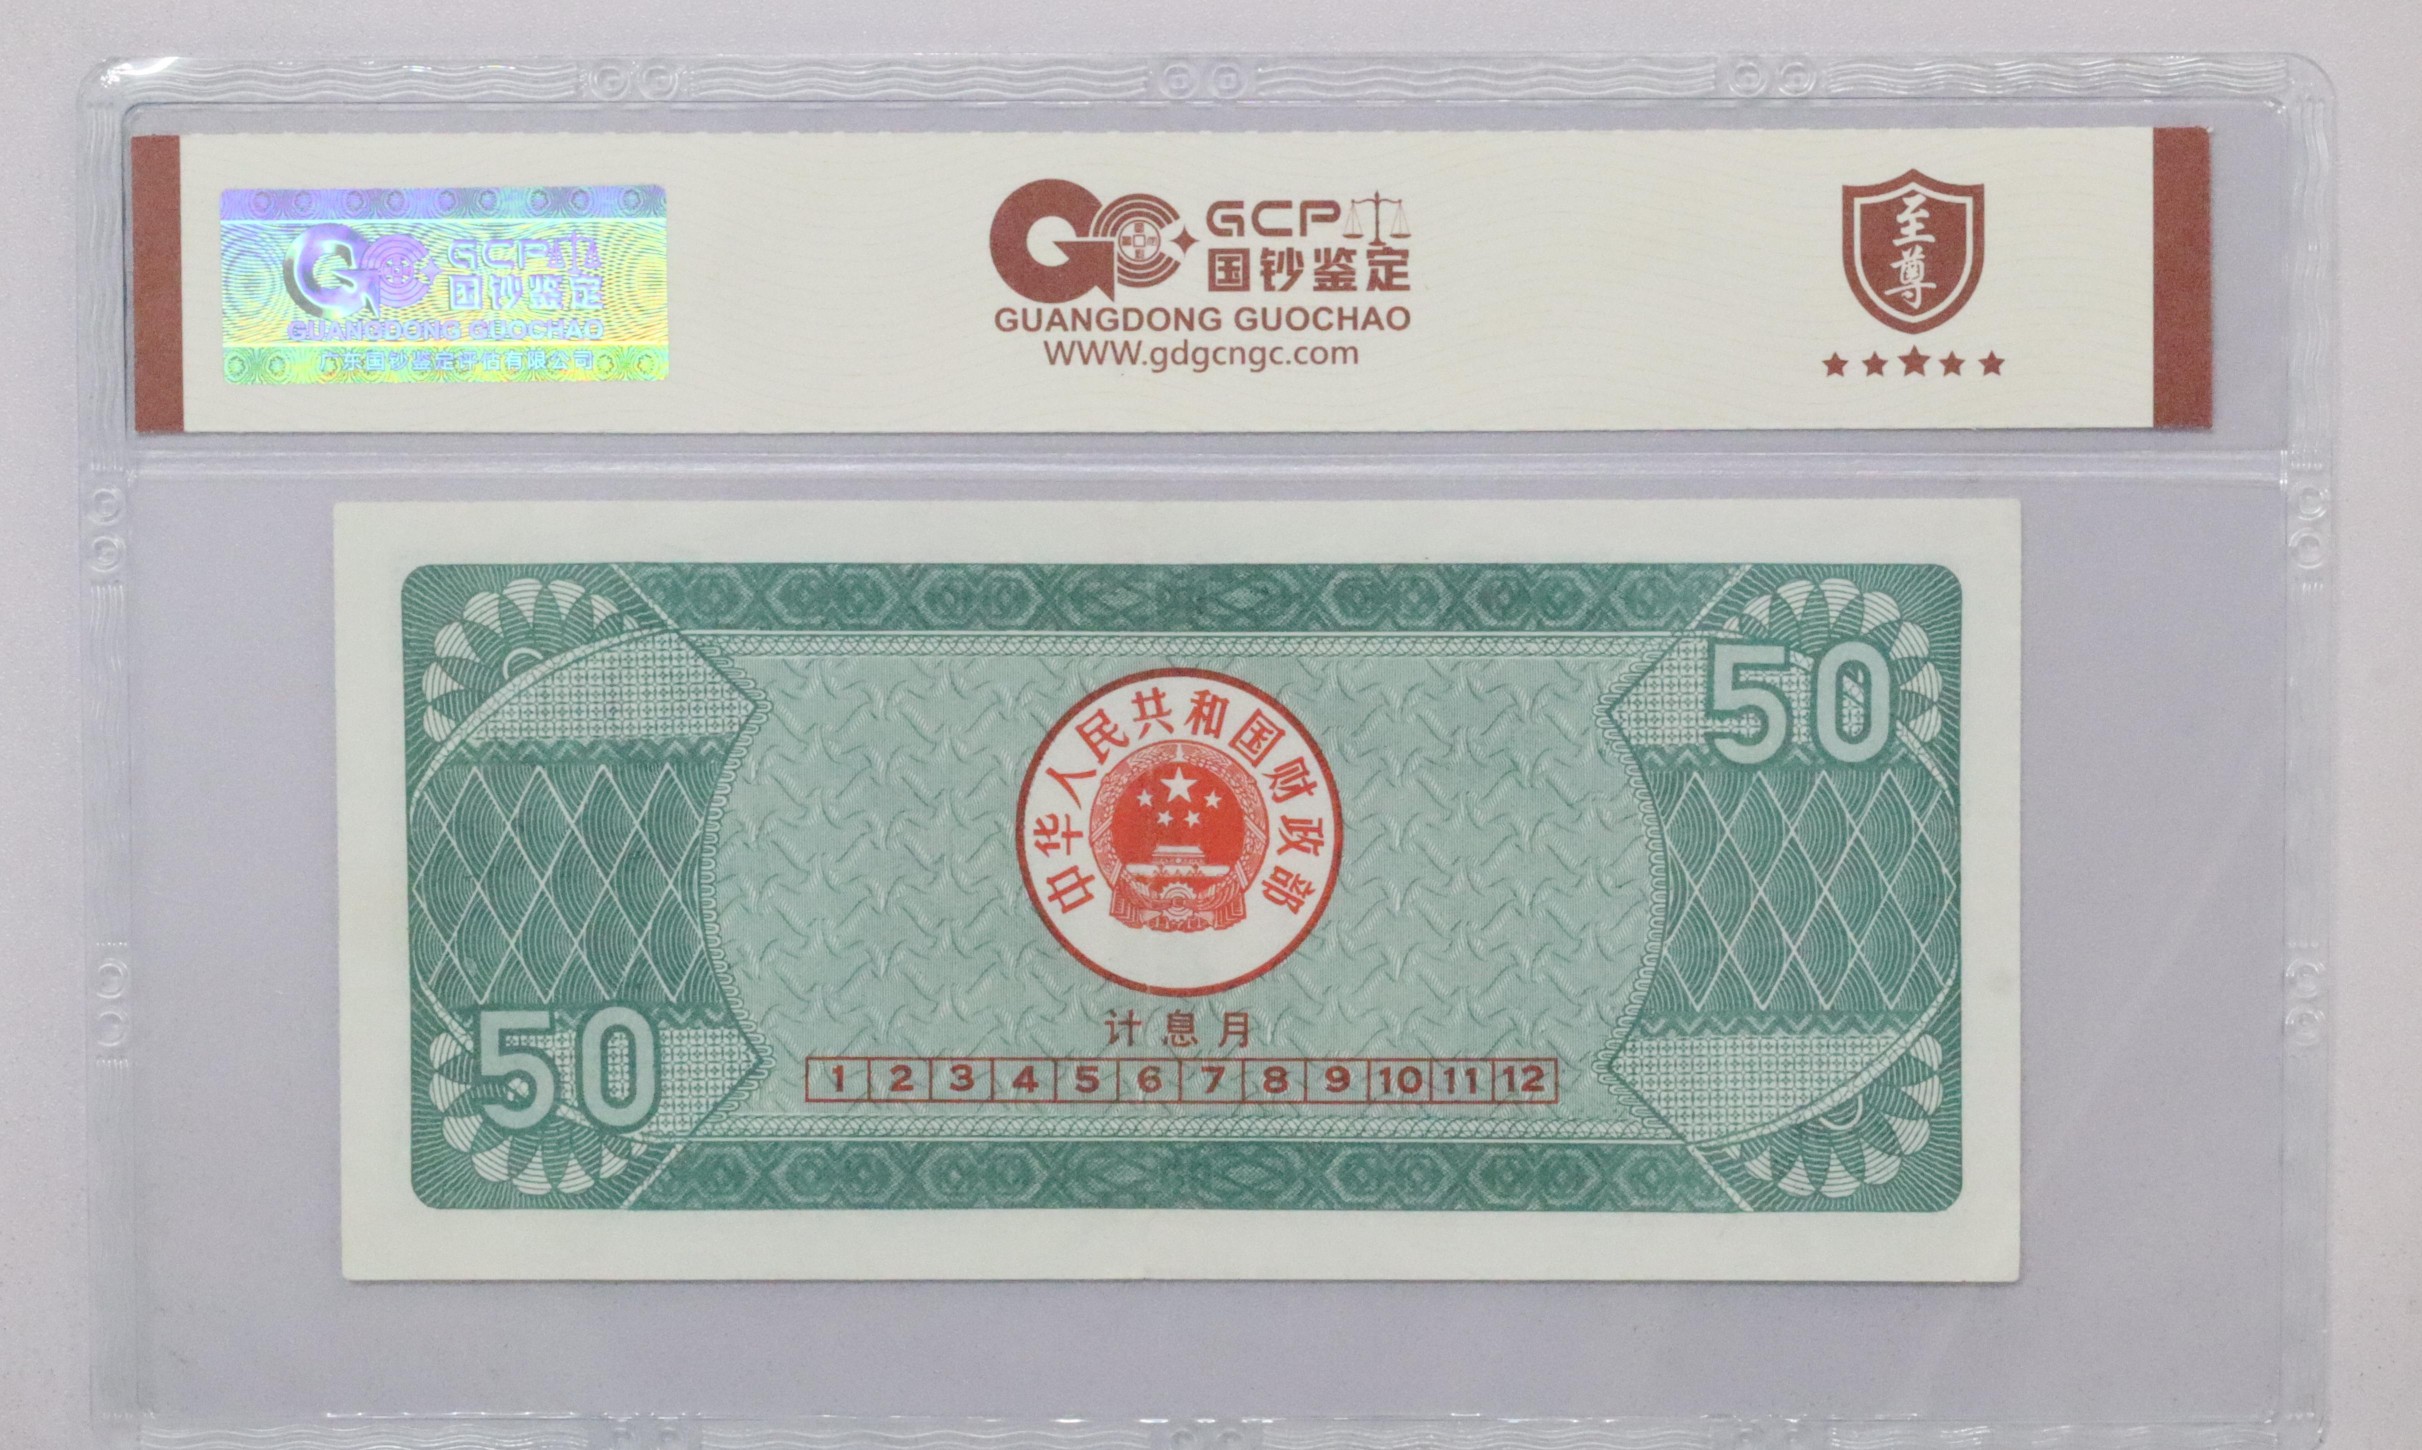 GCP
国钞鉴定
GUANGDONG GUOCHAO
广东国钞鉴定评估有限公司
GCP
国钞鉴定
GUANGDONG GUOCHAO
WWW.gdgcngc.com
至尊
50
中华人民共和国财政部
计息月
1 2 3 4 5 6 7 8 9 10 11 12
50